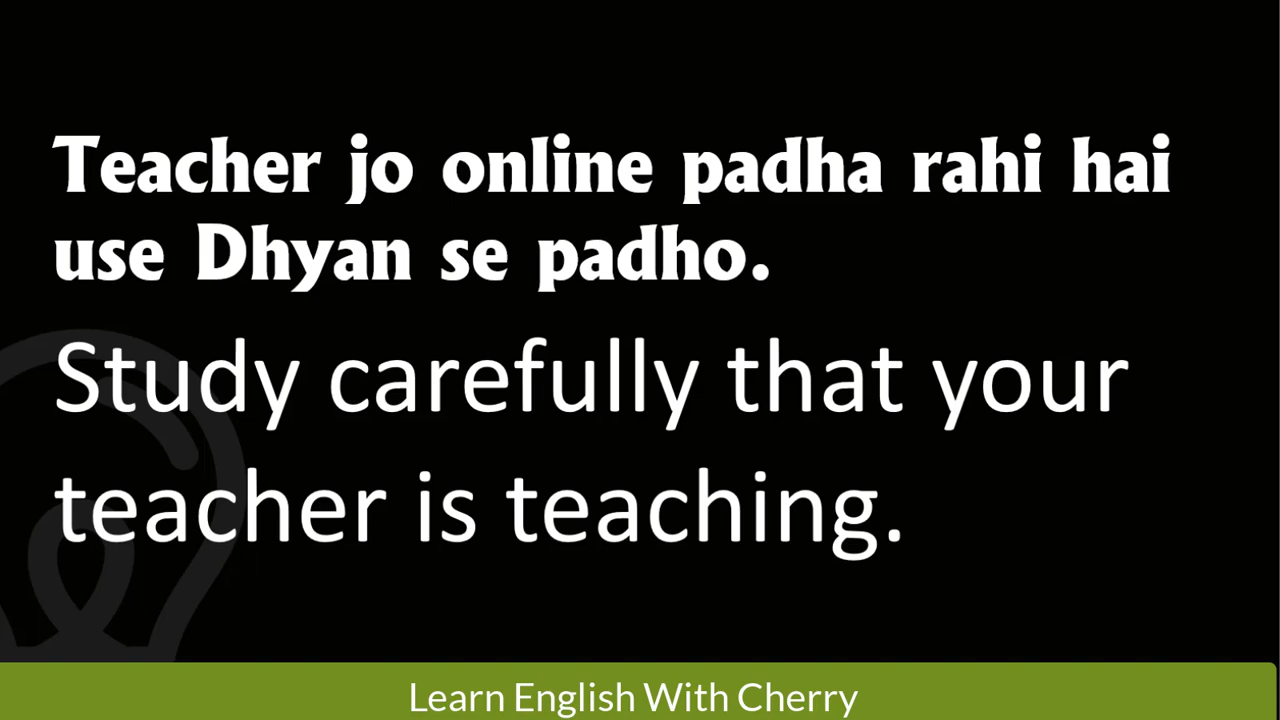 Teacher jo online padha rahi hai
use Dhyan se padho.
Study carefully that your
teacher is teaching.
Learn English With Cherry